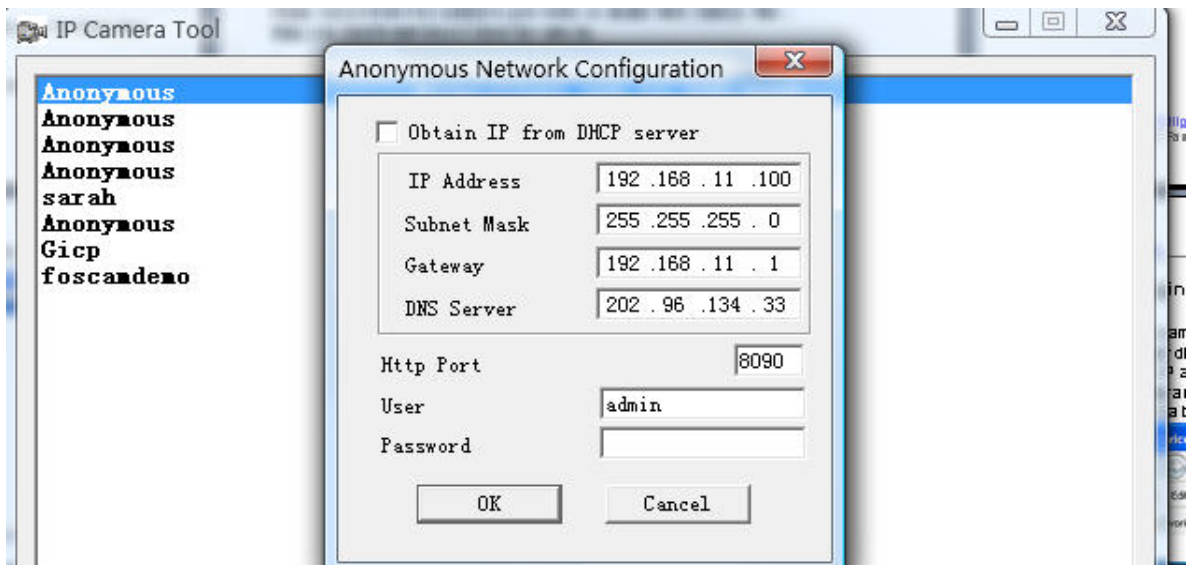 IP Camera Tool
Anonymous
Anonymous
Anonymous
Anonymous
sarah
Anonymous
Gicp
foscamdemo
Anonymous Network Configuration
Obtain IP from DHCP server
IP Address 192 .168 . 11 .100
Subnet Mask 255 .255 .255 . 0
Gateway 192 .168 . 11 . 1
DNS Server 202 . 96 .134 . 33
Http Port 8090
User admin
Password
OK Cancel